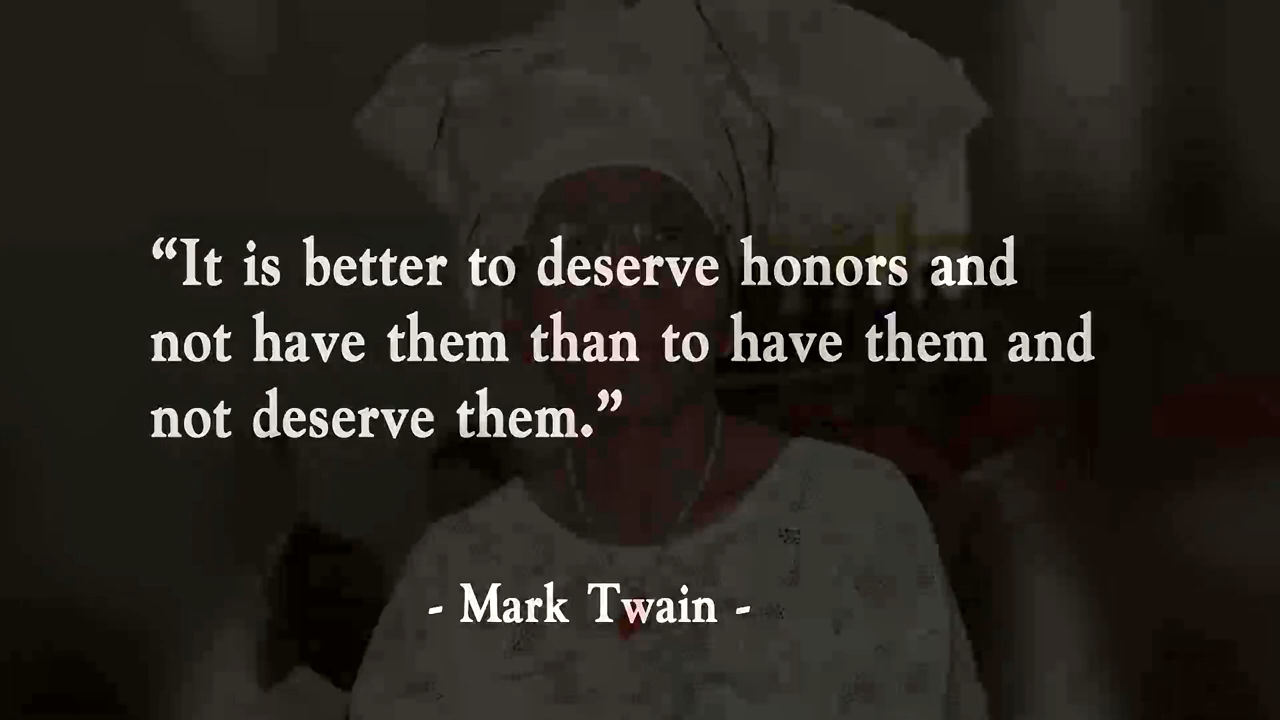 “It is better to deserve honors and
not have them than to have them and
not deserve them.”
- Mark Twain -